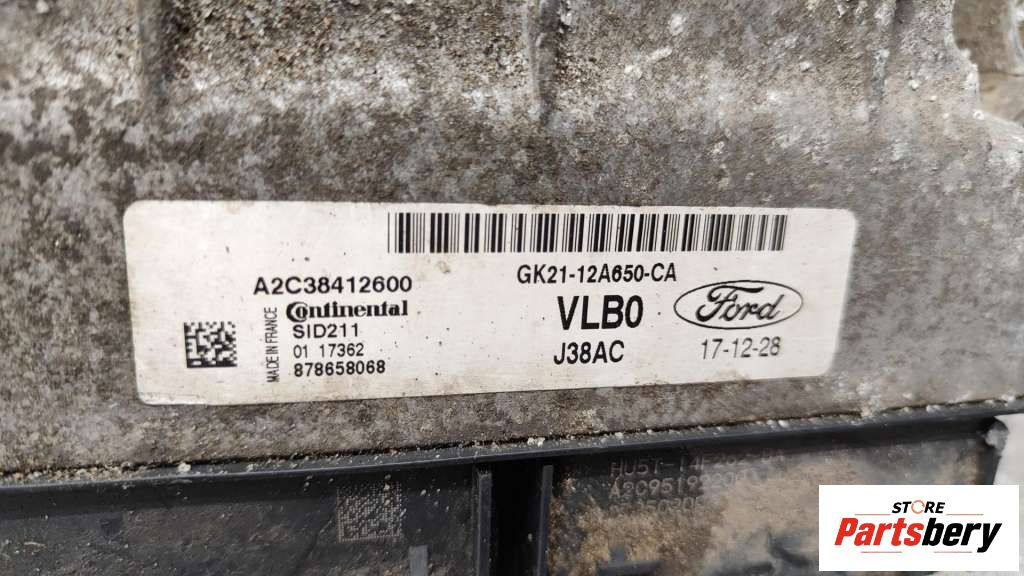 GK21-12A650-CA
A2C38412600
Continental
VLB0
Ford
MADE IN FRANCE
SID211
01 17362
J38AC
17-12-28
878658068
STORE
Partsbery